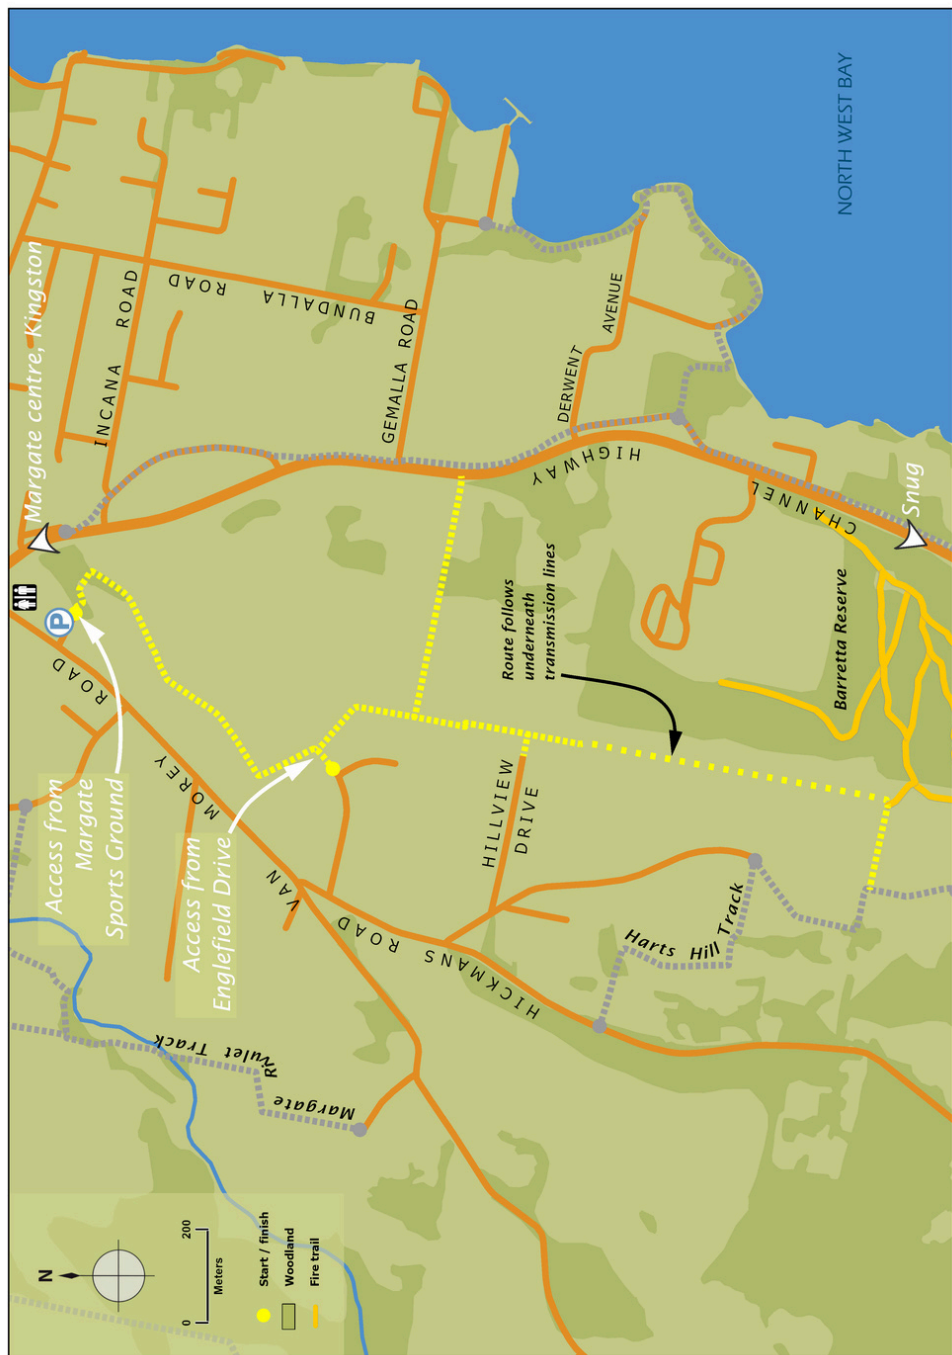 NORTH WEST BAY
Margate centre, Kingston
INCANA ROAD
BUNDALLA ROAD
GEMALLA ROAD
DERWENT AVENUE
CHANNEL HIGHWAY
Snug
P
Route follows
underneath
transmission lines
Barretta Reserve
VAN MOREY ROAD
Access from
Margate
Sports Ground
Access from
Englefield Drive
HILLVIEW
DRIVE
HICKMANS ROAD
Harts Hill Track
Margate Rivulet Track
N
0 200
Meters
Start / finish
Woodland
Fire trail